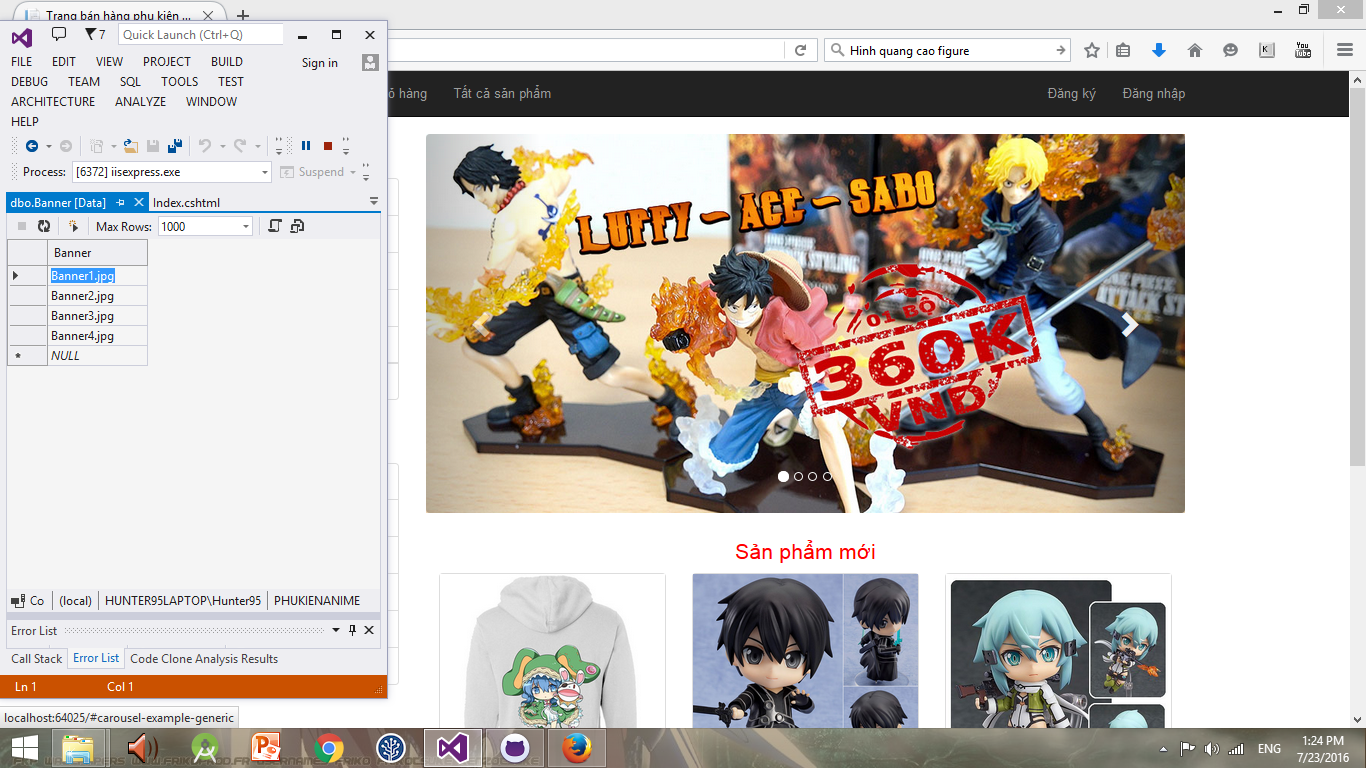 Trang bán hàng phụ kiện ...
7
Quick Launch (Ctrl+Q)
FILE EDIT VIEW PROJECT BUILD
Sign in
DEBUG TEAM SQL TOOLS TEST
ARCHITECTURE ANALYZE WINDOW
HELP
Process: [6372] iisexpress.exe Suspend
dbo.Banner [Data] Index.cshtml
Max Rows: 1000
Banner
Banner1.jpg
Banner2.jpg
Banner3.jpg
Banner4.jpg
NULL
Co (local) HUNTER95LAPTOP\Hunter95 PHUKIENANIME
Error List
Call Stack Error List Code Clone Analysis Results
Ln 1 Col 1
localhost:64025/#carousel-example-generic
Hinh quang cao figure
You
Tube
hàng Tất cả sản phẩm Đăng ký Đăng nhập
LUFFY - ACE - SABO
01 BỘ
360K
VND
Sản phẩm mới
ENG
1:24 PM
7/23/2016